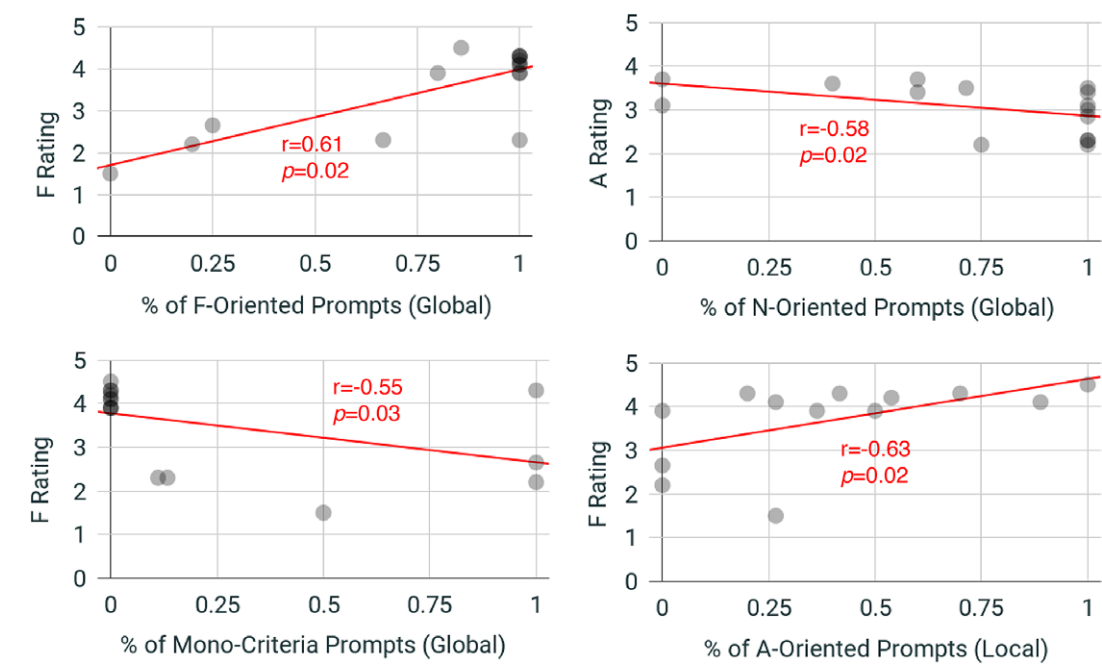 5
4
3
2
1
0
F Rating
r=0.61
p=0.02
0
0.25
0.5
0.75
1
% of F-Oriented Prompts (Global)
5
4
3
2
1
0
A Rating
r=-0.58
p=0.02
0
0.25
0.5
0.75
1
% of N-Oriented Prompts (Global)
5
4
3
2
1
0
F Rating
r=-0.55
p=0.03
0
0.25
0.5
0.75
1
% of Mono-Criteria Prompts (Global)
5
4
3
2
1
0
F Rating
r=-0.63
p=0.02
0
0.25
0.5
0.75
1
% of A-Oriented Prompts (Local)